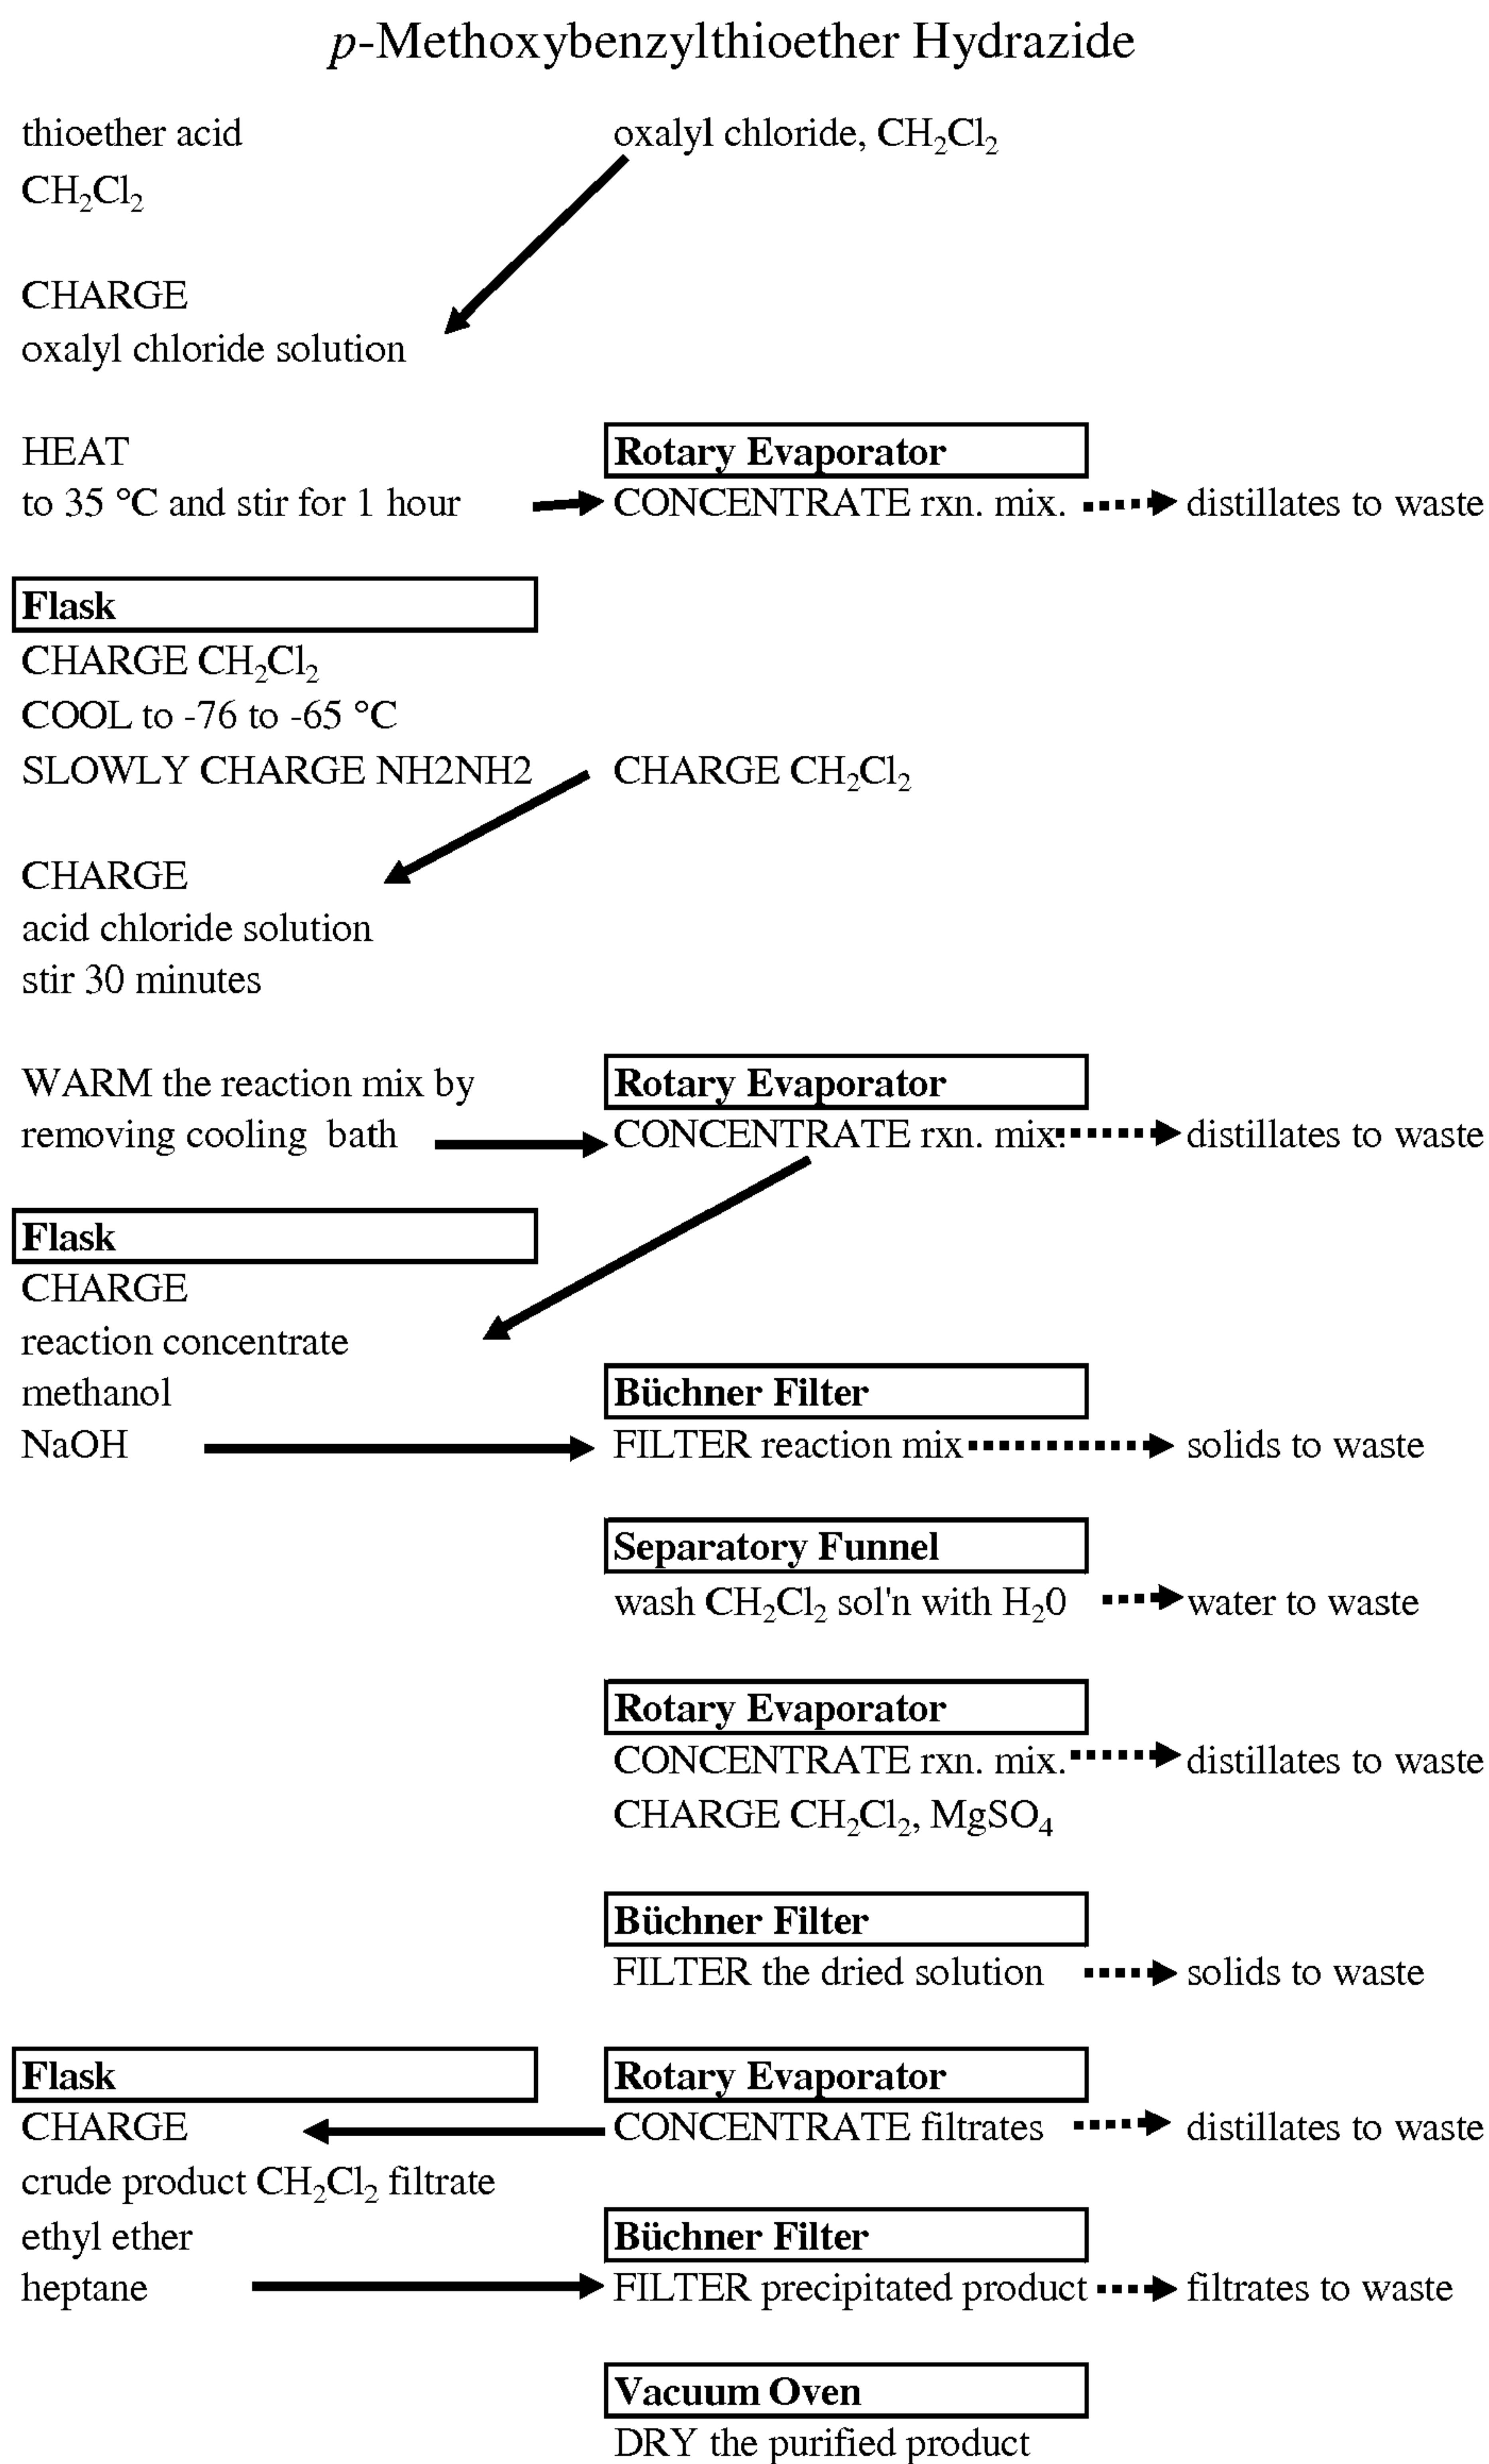 p-Methoxybenzylthioether Hydrazide
thioether acid
oxalyl chloride, CH₂Cl₂
CH₂Cl₂
CHARGE
oxalyl chloride solution
HEAT
Rotary Evaporator
to 35 °C and stir for 1 hour
CONCENTRATE rxn. mix.
distillates to waste
Flask
CHARGE CH₂Cl₂
COOL to -76 to -65 °C
SLOWLY CHARGE NH2NH2
CHARGE CH₂Cl₂
CHARGE
acid chloride solution
stir 30 minutes
WARM the reaction mix by
Rotary Evaporator
removing cooling bath
CONCENTRATE rxn. mix.
distillates to waste
Flask
CHARGE
reaction concentrate
methanol
Büchner Filter
NaOH
FILTER reaction mix
solids to waste
Separatory Funnel
wash CH₂Cl₂ sol'n with H₂0
water to waste
Rotary Evaporator
CONCENTRATE rxn. mix.
distillates to waste
CHARGE CH₂Cl₂, MgSO₄
Büchner Filter
FILTER the dried solution
solids to waste
Flask
Rotary Evaporator
CHARGE
CONCENTRATE filtrates
distillates to waste
crude product CH₂Cl₂ filtrate
ethyl ether
Büchner Filter
heptane
FILTER precipitated product
filtrates to waste
Vacuum Oven
DRY the purified product